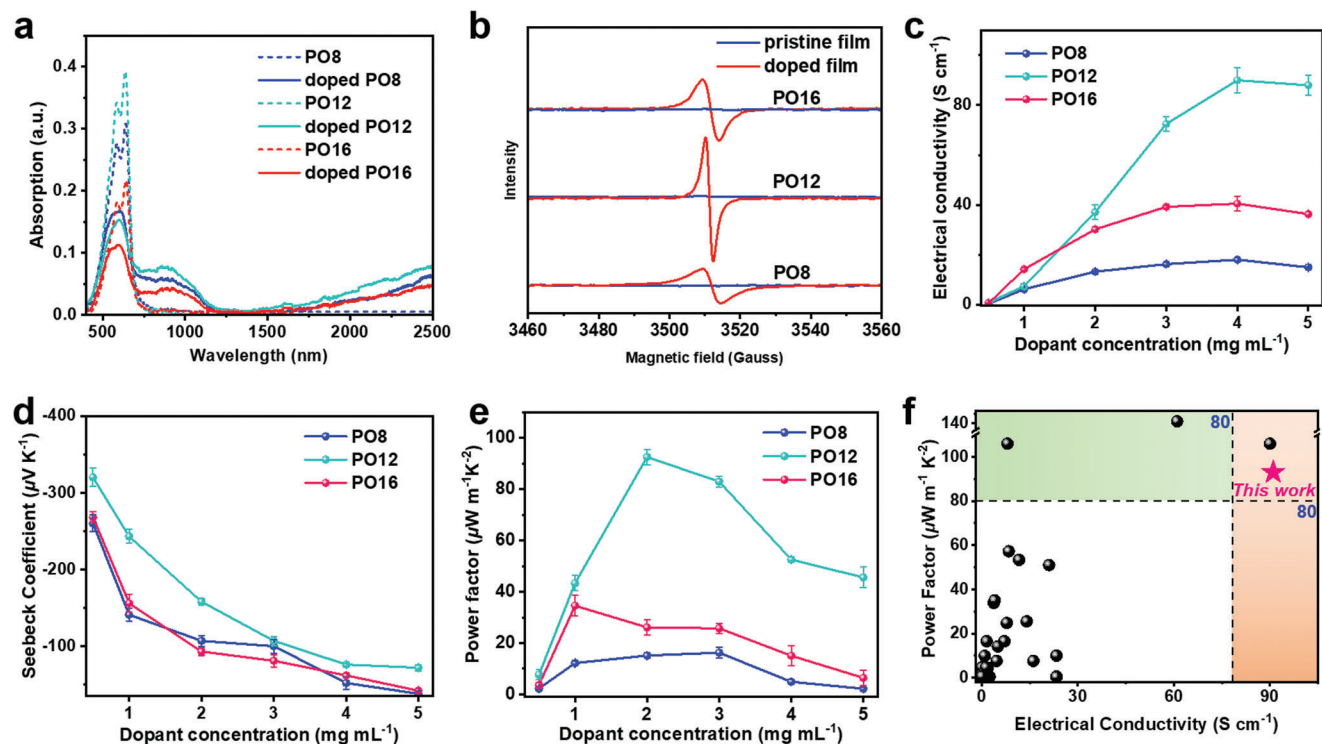 a
0.4
0.3
0.2
0.1
0.0
Absorption (a.u.)
PO8
doped PO8
PO12
doped PO12
PO16
doped PO16
500
1000
1500
2000
2500
Wavelength (nm)
b
pristine film
doped film
PO16
PO12
PO8
Intensity
3460
3480
3500
3520
3540
3560
Magnetic field (Gauss)
c
PO8
PO12
PO16
80
40
0
Electrical conductivity (S cm⁻¹)
1
2
3
4
5
Dopant concentration (mg mL⁻¹)
d
-400
-300
-200
-100
Seebeck Coefficient (µV K⁻¹)
PO8
PO12
PO16
1
2
3
4
5
Dopant concentration (mg mL⁻¹)
e
120
100
80
60
40
20
0
Power factor (µW m⁻¹K⁻²)
PO8
PO12
PO16
1
2
3
4
5
Dopant concentration (mg mL⁻¹)
f
140
100
80
60
40
20
0
Power Factor (µW m⁻¹ K⁻²)
80
This work
80
0
30
60
90
Electrical Conductivity (S cm⁻¹)